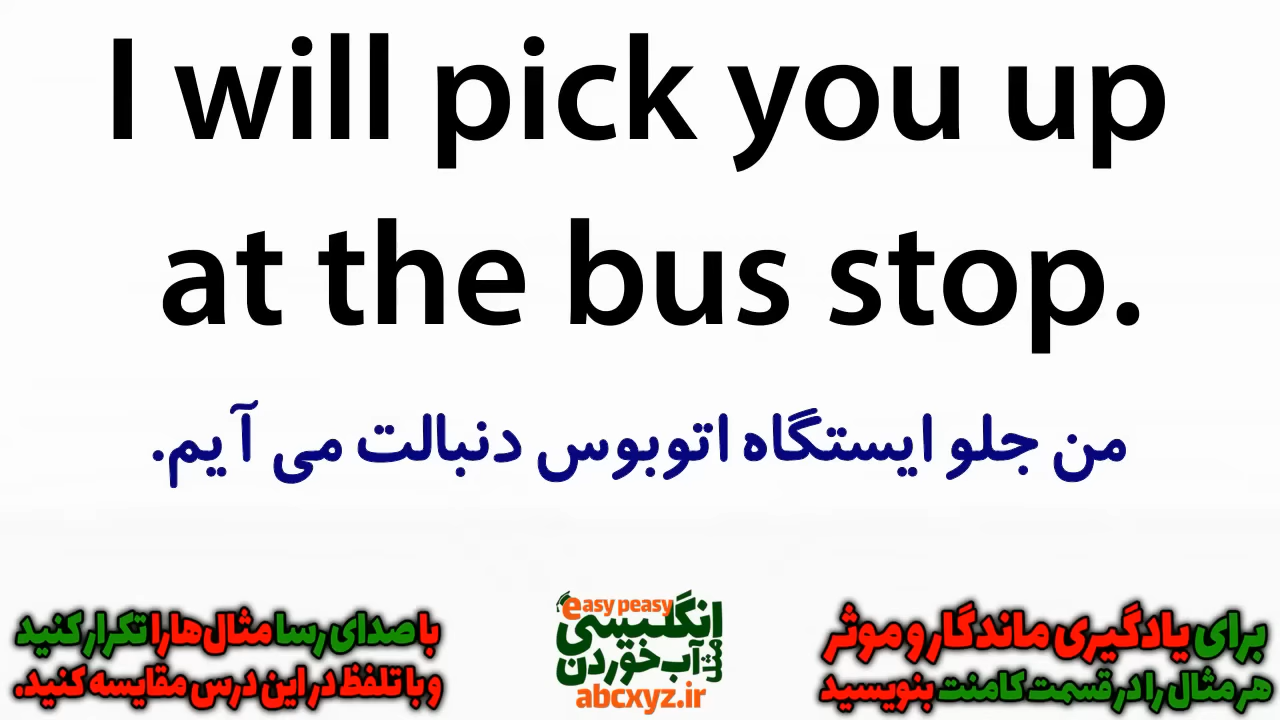 I will pick you up
at the bus stop.
من جلو ایستگاه اتوبوس دنبالت می آیم.
برای یادگیری ماندگار و موثر
هر مثال را در قسمت کامنت بنویسید
easy peasy
انگلیسی
مثل آب خوردن
abcxyz.ir
با صدای رسا مثال‌ها را تکرار کنید
و با تلفظ در این درس مقایسه کنید.